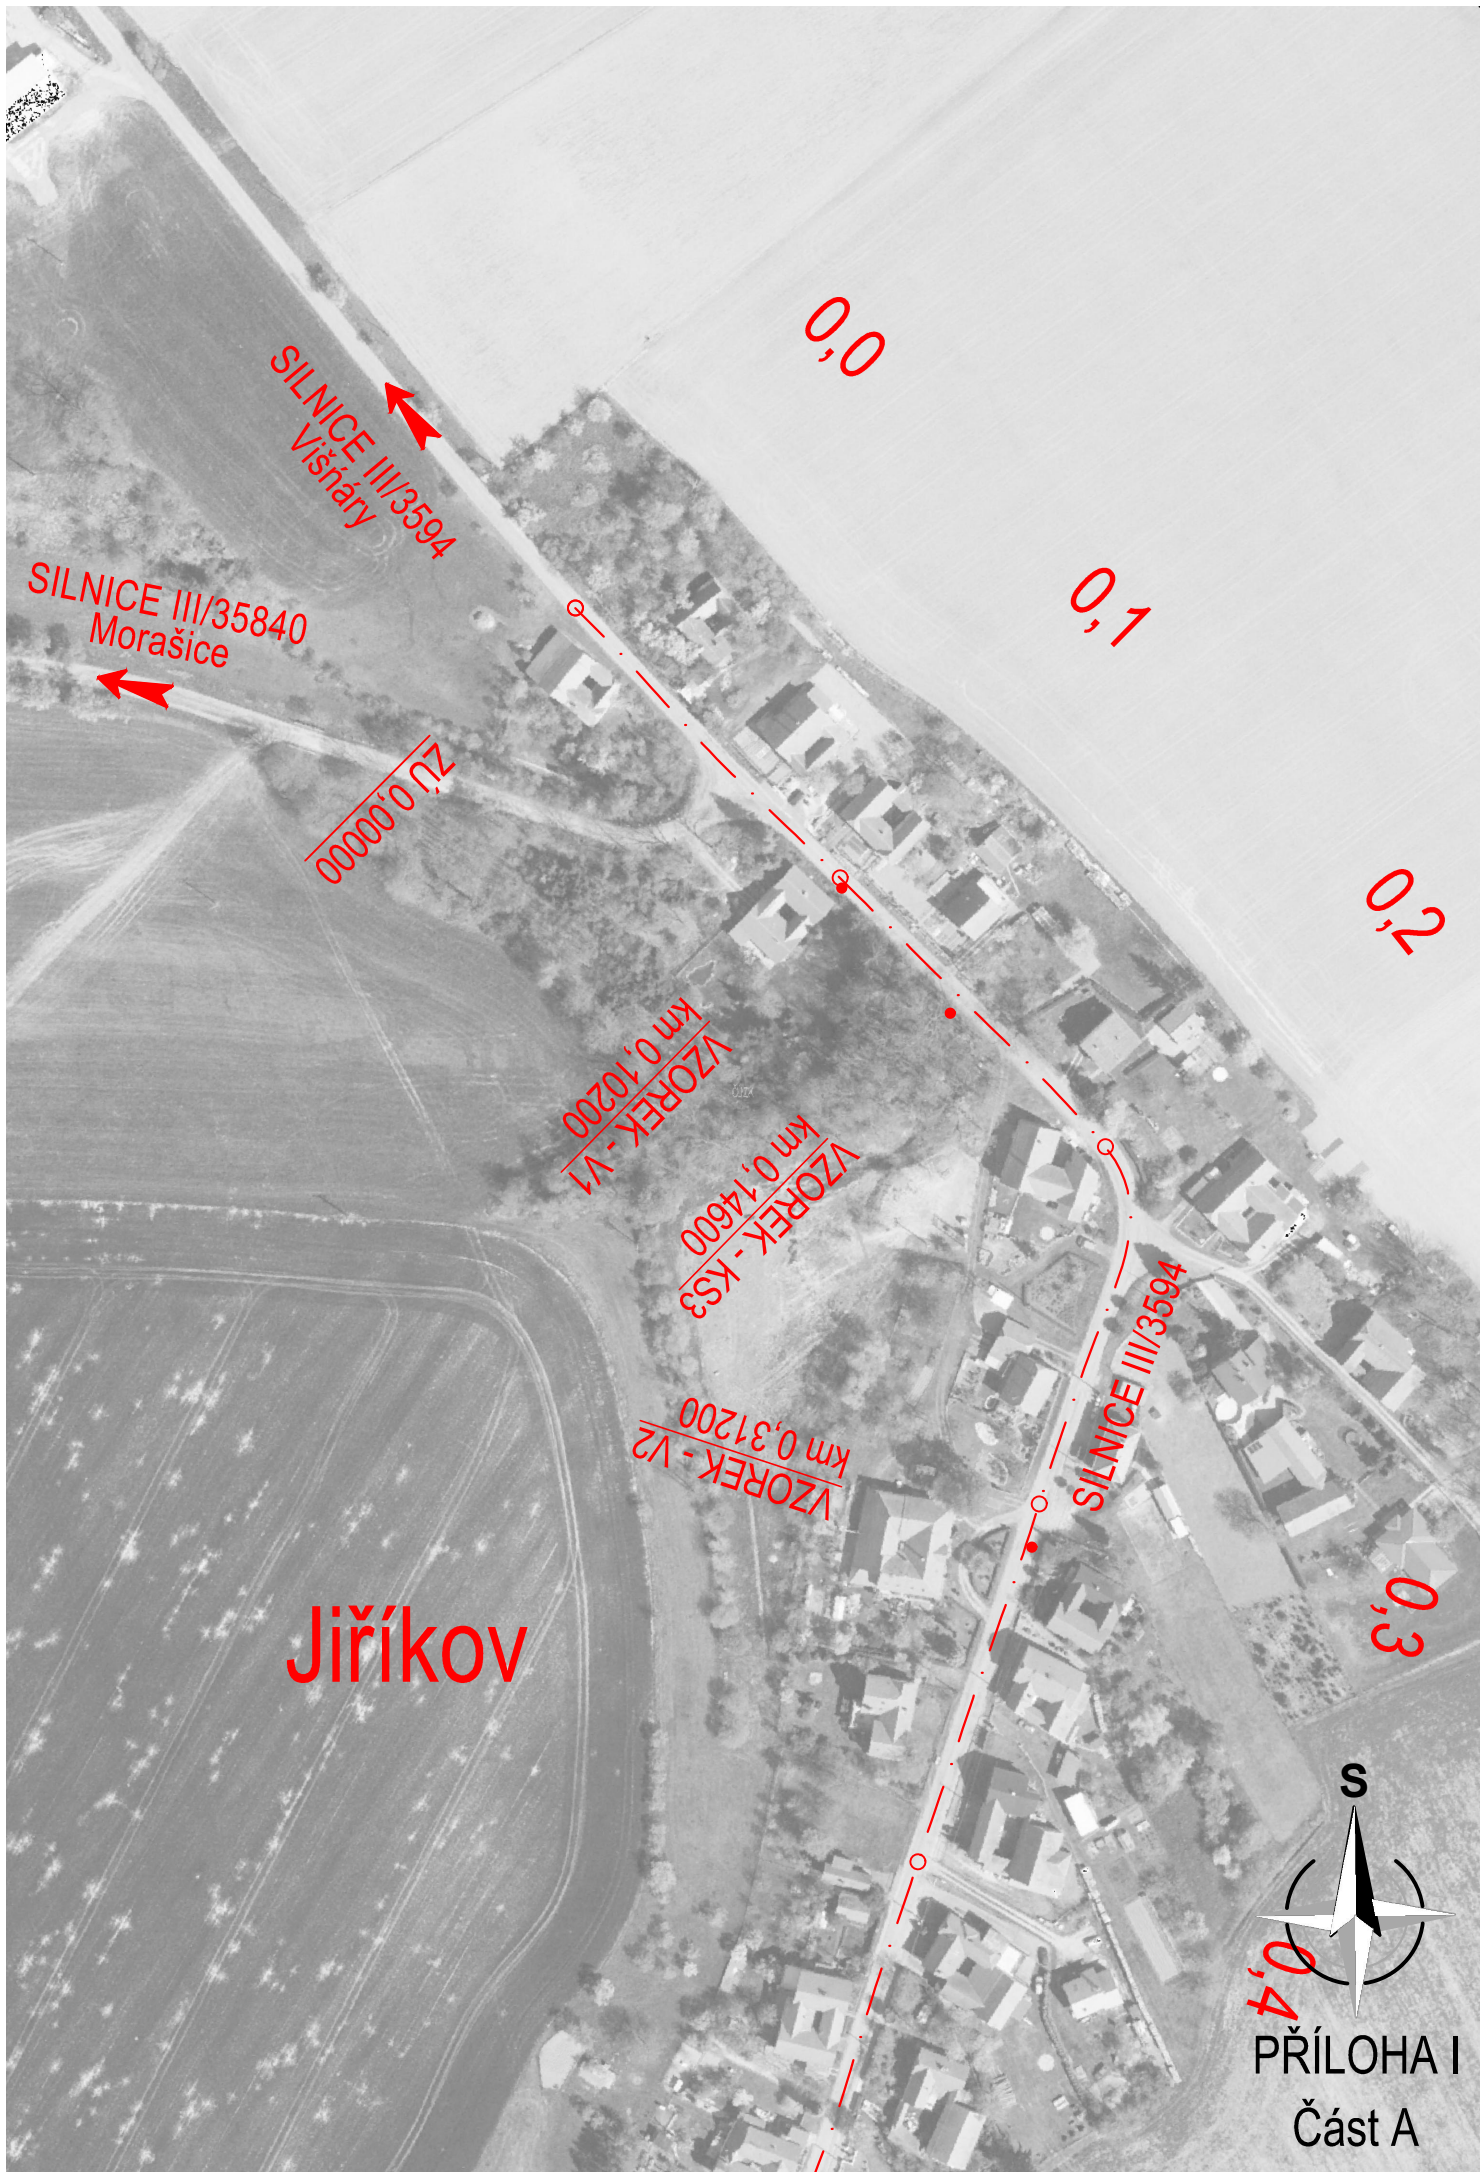 0,0
SILNICE III/3594
Višňáry
SILNICE III/35840
Morašice
0,1
ZÚ 0,00000
0,2
VZOREK - V1
km 0,10200
VZOREK - KS3
km 0,14600
SILNICE III/3594
VZOREK - V2
km 0,31200
0,3
Jiříkov
S
0,4
PŘÍLOHA I
Část A